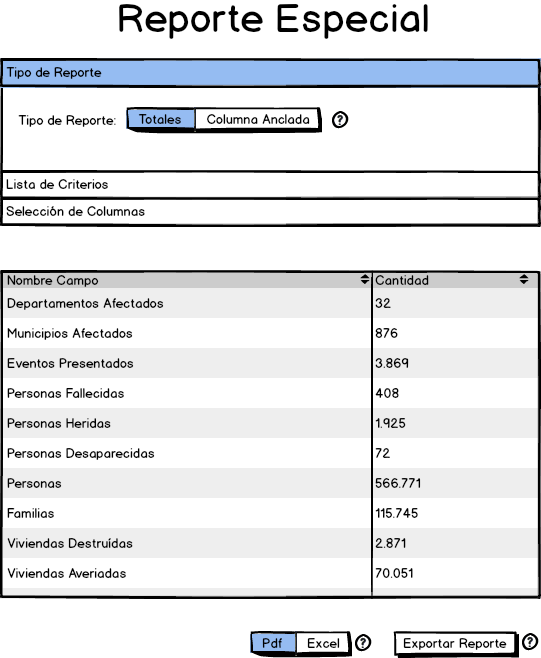 Reporte Especial
Tipo de Reporte
Tipo de Reporte: Totales Columna Anclada ?
Lista de Criterios
Selección de Columnas
Nombre Campo Cantidad
Departamentos Afectados 32
Municipios Afectados 876
Eventos Presentados 3.869
Personas Fallecidas 408
Personas Heridas 1.925
Personas Desaparecidas 72
Personas 566.771
Familias 115.745
Viviendas Destruídas 2.871
Viviendas Averiadas 70.051
Pdf Excel ? Exportar Reporte ?